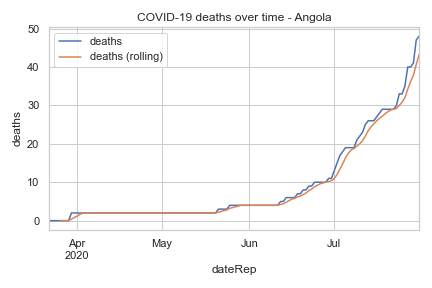 COVID-19 deaths over time - Angola
deaths
deaths (rolling)
deaths
50
40
30
20
10
0
Apr
2020
May
Jun
Jul
dateRep